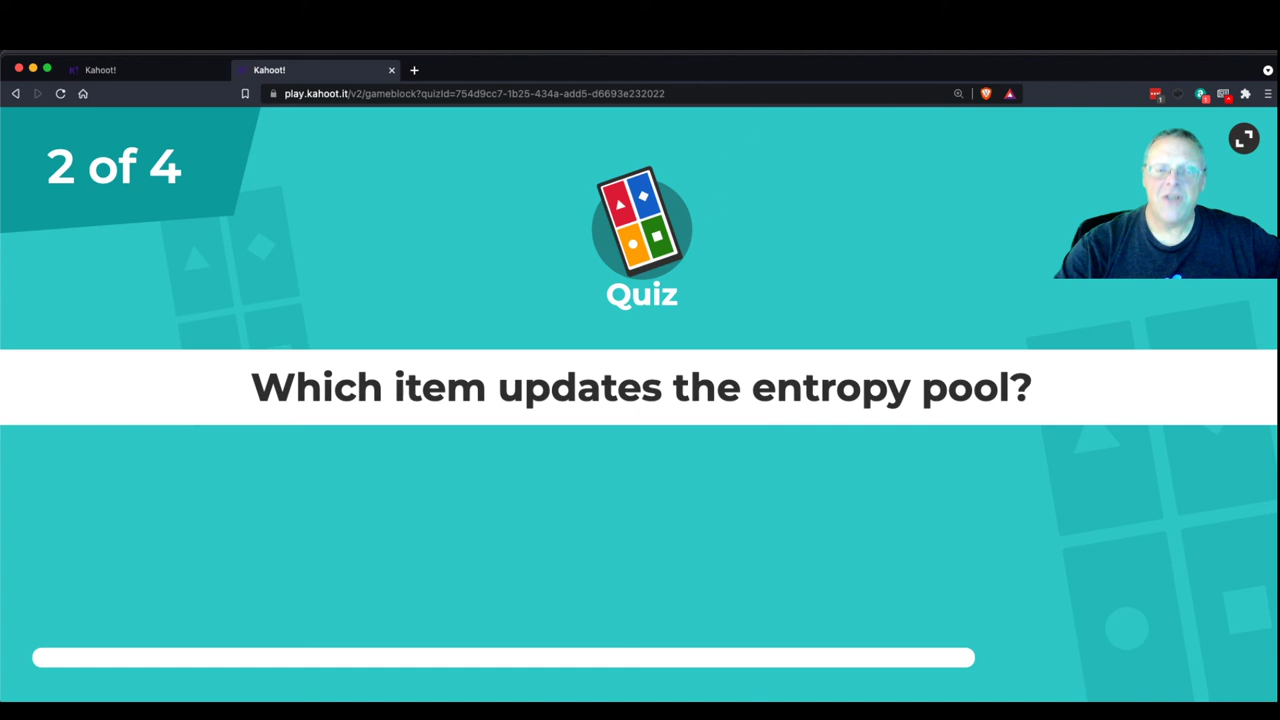 Kahoot!
Kahoot!
play.kahoot.it/v2/gameblock?quizId=754d9cc7-1b25-434a-add5-d6693e232022
2 of 4
Quiz
Which item updates the entropy pool?